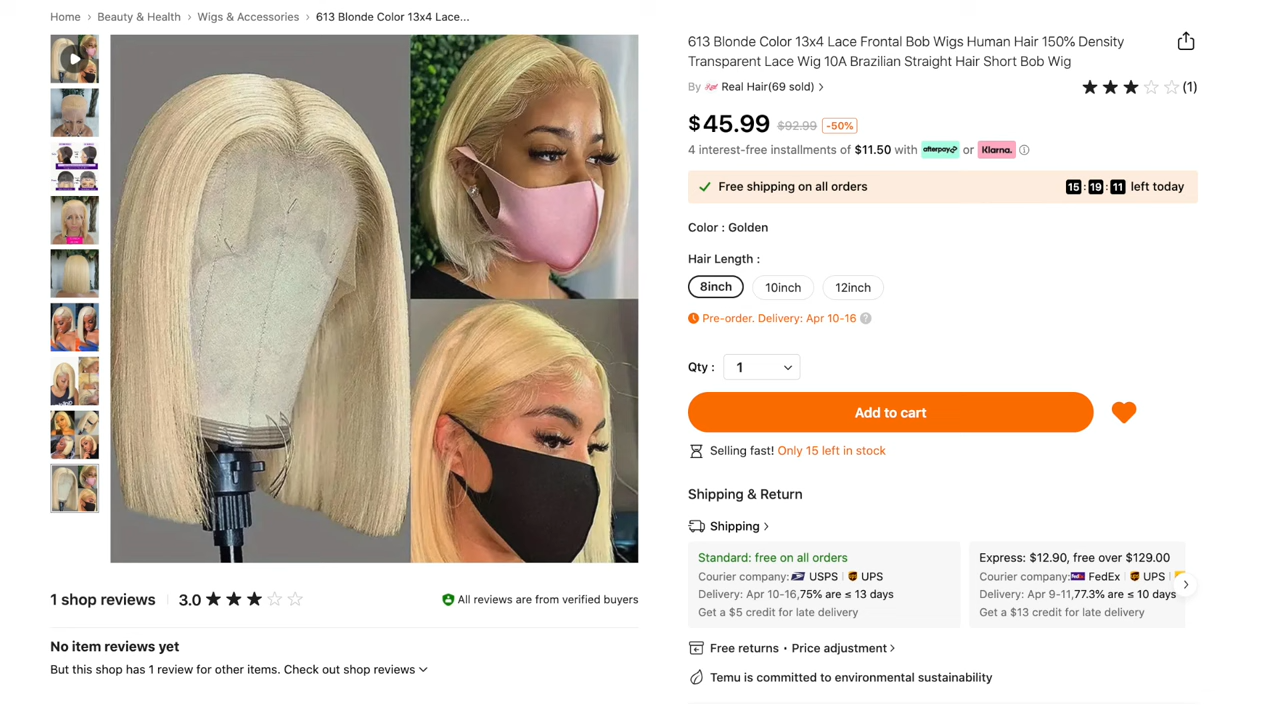 Home › Beauty & Health › Wigs & Accessories › 613 Blonde Color 13x4 Lace...
613 Blonde Color 13x4 Lace Frontal Bob Wigs Human Hair 150% Density
Transparent Lace Wig 10A Brazilian Straight Hair Short Bob Wig
By Real Hair(69 sold) ›
(1)
$45.99 $92.99 -50%
4 interest-free installments of $11.50 with afterpay or Klarna.
Free shipping on all orders 15 : 19 : 11 left today
Color : Golden
Hair Length :
8inch 10inch 12inch
Pre-order. Delivery: Apr 10-16 ?
Qty : 1
Add to cart
Selling fast! Only 15 left in stock
Shipping & Return
Shipping ›
Standard: free on all orders
Courier company: USPS | UPS
Delivery: Apr 10-16,75% are ≤ 13 days
Get a $5 credit for late delivery
Express: $12.90, free over $129.00
Courier company: FedEx | UPS |
Delivery: Apr 9-11,77.3% are ≤ 10 days
Get a $13 credit for late delivery
Free returns · Price adjustment ›
Temu is committed to environmental sustainability
1 shop reviews 3.0
All reviews are from verified buyers
No item reviews yet
But this shop has 1 review for other items. Check out shop reviews